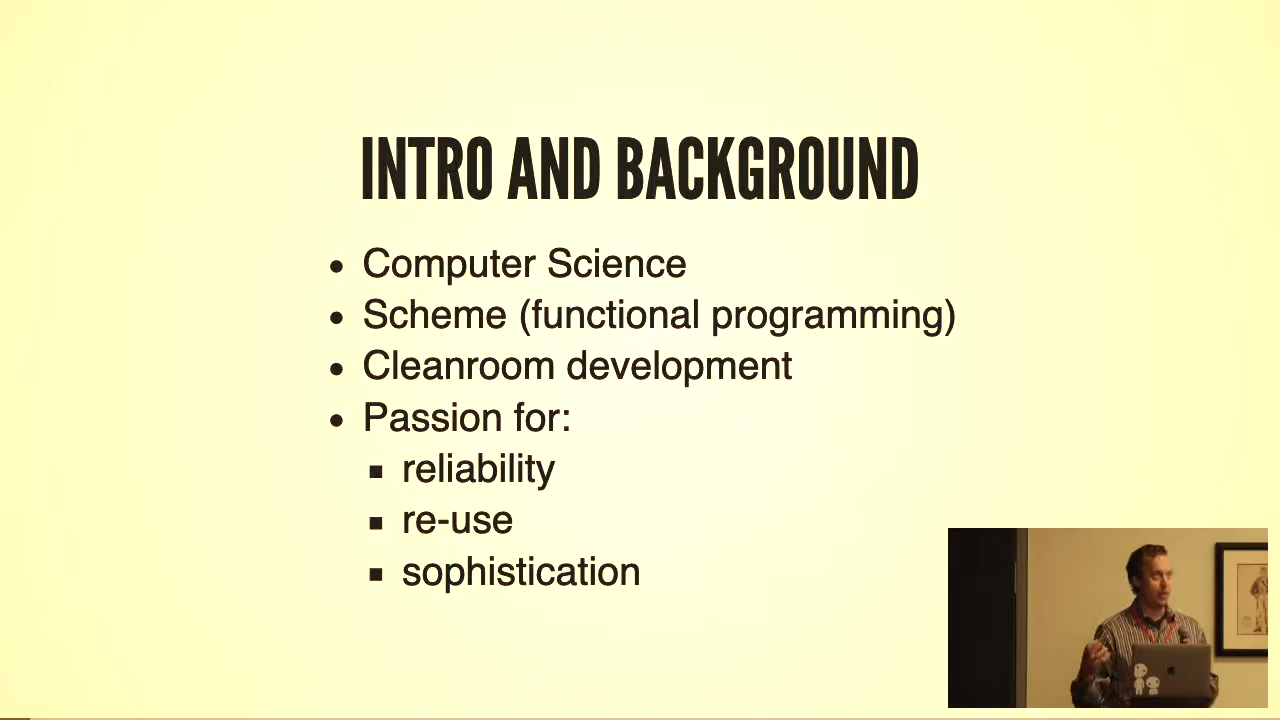 INTRO AND BACKGROUND
Computer Science
Scheme (functional programming)
Cleanroom development
Passion for:
reliability
re-use
sophistication